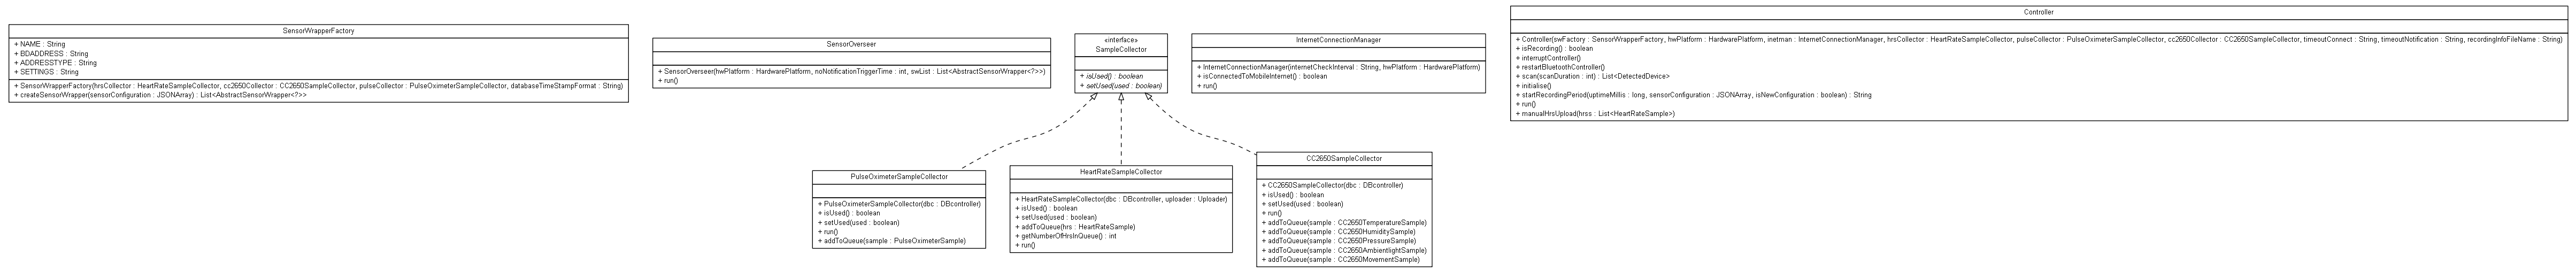 SensorWrapperFactory
+ NAME : String
+ BDADDRESS : String
+ ADDRESSTYPE : String
+ SETTINGS : String
+ SensorWrapperFactory(hrsCollector : HeartRateSampleCollector, cc2650Collector : CC2650SampleCollector, pulseCollector : PulseOximeterSampleCollector, databaseTimeStampFormat : String)
+ createSensorWrapper(sensorConfiguration : JSONArray) : List<AbstractSensorWrapper<?>>
SensorOverseer
+ SensorOverseer(hwPlatform : HardwarePlatform, noNotificationTriggerTime : int, swList : List<AbstractSensorWrapper<?>>)
+ run()
«interface»
SampleCollector
+ isUsed() : boolean
+ setUsed(used : boolean)
InternetConnectionManager
+ InternetConnectionManager(internetCheckInterval : String, hwPlatform : HardwarePlatform)
+ isConnectedToMobileInternet() : boolean
+ run()
Controller
+ Controller(swFactory : SensorWrapperFactory, hwPlatform : HardwarePlatform, inetman : InternetConnectionManager, hrsCollector : HeartRateSampleCollector, pulseCollector : PulseOximeterSampleCollector, cc2650Collector : CC2650SampleCollector, timeoutConnect : String, timeoutNotification : String, recordingInfoFileName : String)
+ isRecording() : boolean
+ interruptController()
+ restartBluetoothController()
+ scan(scanDuration : int) : List<DetectedDevice>
+ initialise()
+ startRecordingPeriod(uptimeMillis : long, sensorConfiguration : JSONArray, isNewConfiguration : boolean) : String
+ run()
+ manualHrsUpload(hrss : List<HeartRateSample>)
PulseOximeterSampleCollector
+ PulseOximeterSampleCollector(dbc : DBcontroller)
+ isUsed() : boolean
+ setUsed(used : boolean)
+ run()
+ addToQueue(sample : PulseOximeterSample)
HeartRateSampleCollector
+ HeartRateSampleCollector(dbc : DBcontroller, uploader : Uploader)
+ isUsed() : boolean
+ setUsed(used : boolean)
+ addToQueue(hrs : HeartRateSample)
+ getNumberOfHrsInQueue() : int
+ run()
CC2650SampleCollector
+ CC2650SampleCollector(dbc : DBcontroller)
+ isUsed() : boolean
+ setUsed(used : boolean)
+ run()
+ addToQueue(sample : CC2650TemperatureSample)
+ addToQueue(sample : CC2650HumiditySample)
+ addToQueue(sample : CC2650PressureSample)
+ addToQueue(sample : CC2650AmbientlightSample)
+ addToQueue(sample : CC2650MovementSample)